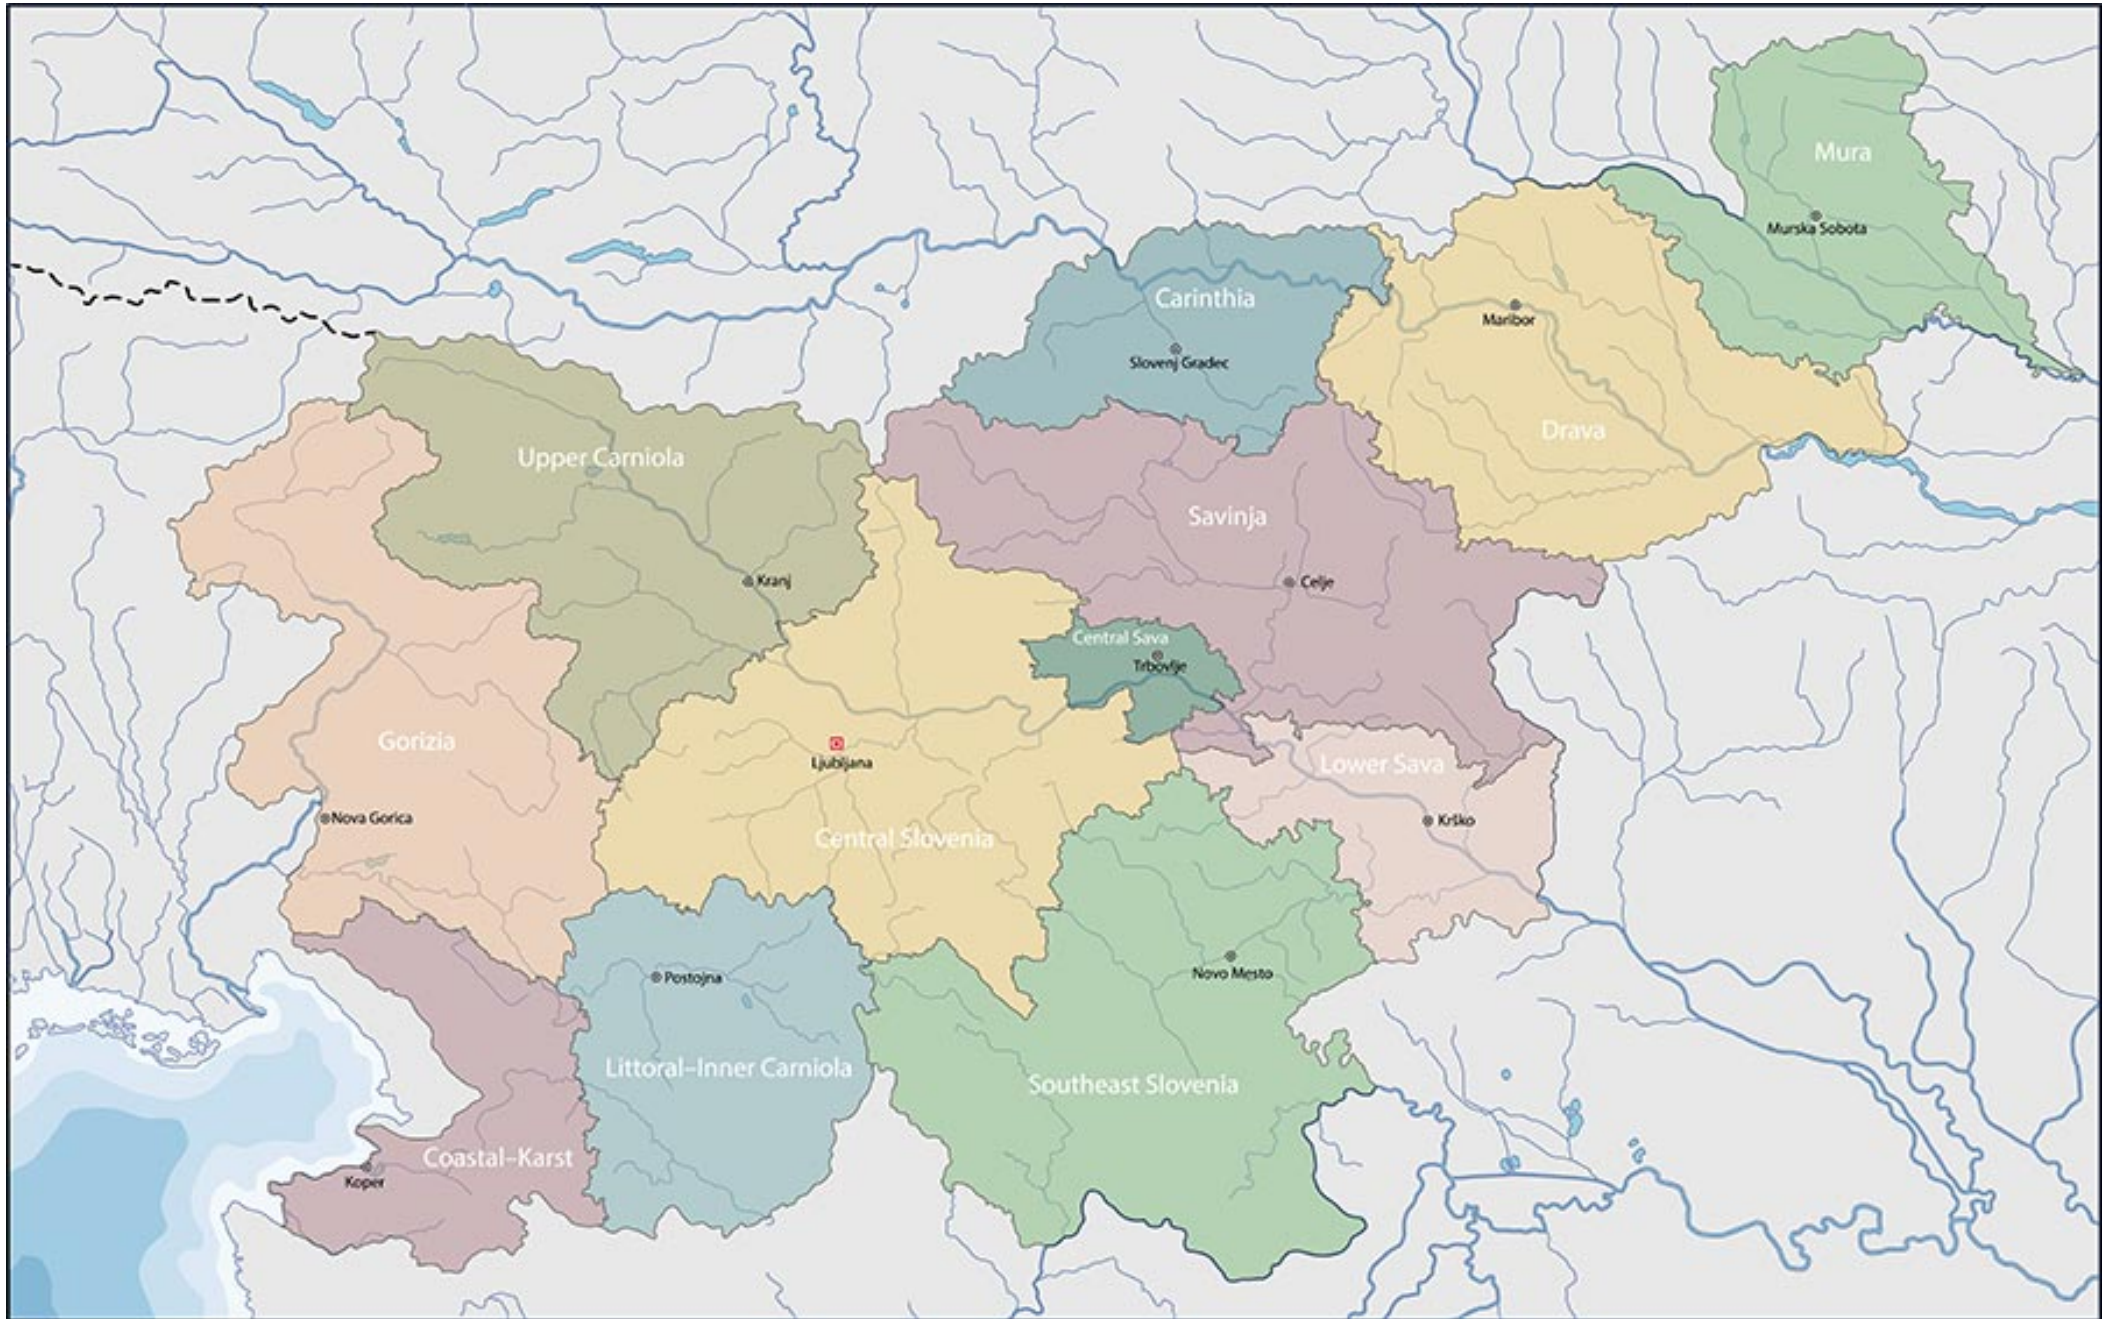 Mura
Murska Sobota
Carinthia
Slovenj Gradec
Maribor
Drava
Upper Carniola
Kranj
Savinja
Celje
Central Sava
Trbovlje
Gorizia
Nova Gorica
Ljubljana
Central Slovenia
Lower Sava
Krško
Postojna
Novo Mesto
Littoral–Inner Carniola
Southeast Slovenia
Coastal–Karst
Koper